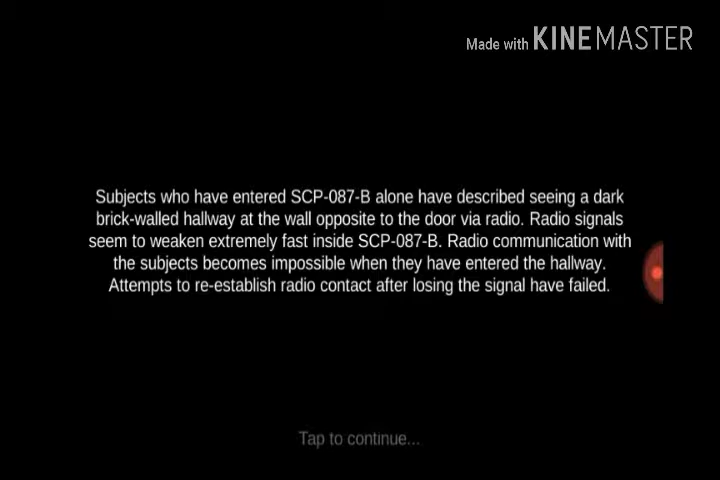 Made with KINEMASTER
Subjects who have entered SCP-087-B alone have described seeing a dark
brick-walled hallway at the wall opposite to the door via radio. Radio signals
seem to weaken extremely fast inside SCP-087-B. Radio communication with
the subjects becomes impossible when they have entered the hallway.
Attempts to re-establish radio contact after losing the signal have failed.
Tap to continue...